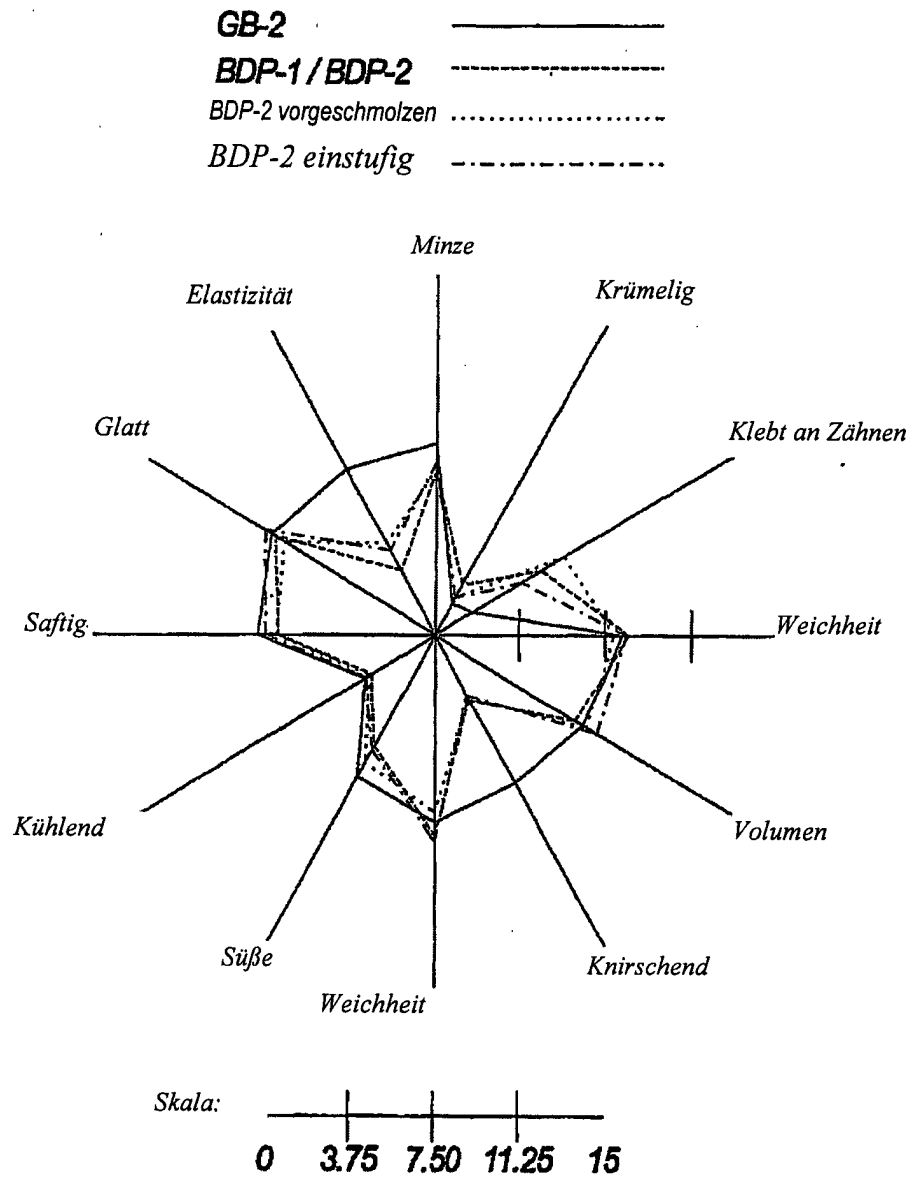 GB-2
BDP-1 / BDP-2
BDP-2 vorgeschmolzen
BDP-2 einstufig
Minze
Elastizität
Krümelig
Glatt
Klebt an Zähnen
Saftig
Weichheit
Kühlend
Volumen
Süße
Knirschend
Weichheit
Skala:
0 3.75 7.50 11.25 15